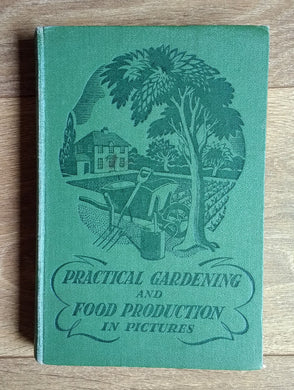 PRACTICAL GARDENING
AND
FOOD PRODUCTION
IN PICTURES